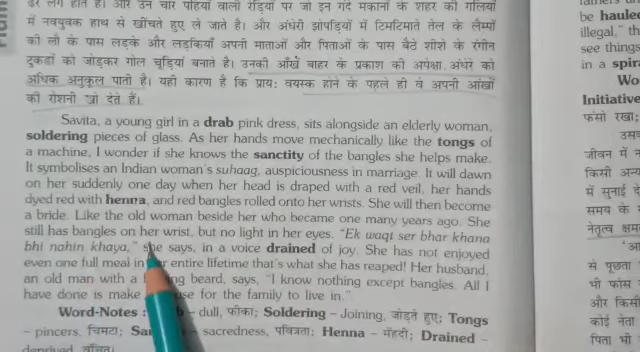 ढेर लगे होते हैं। और उन चार पहियों वाली रेड़ियों पर जो इन गंदे मकानों के शहर की गलियों
में नवयुवक हाथ से खींचते हुए ले जाते हैं। और अंधेरी झोंपड़ियों में टिमटिमाते तेल के लैम्पों
की लौ के पास लड़के और लड़कियाँ अपनी माताओं और पिताओं के पास बैठे शीशे के रंगीन
टुकड़ों को जोड़कर गोल चूड़ियां बनाते हैं। उनकी आँखें बाहर के प्रकाश की अपेक्षा अंधेरे को
अधिक अनुकूल पाती है। यही कारण है कि प्राय: वयस्क होने के पहले ही वे अपनी आंखों
की रोशनी खो देते हैं।
Savita, a young girl in a drab pink dress, sits alongside an elderly woman,
soldering pieces of glass. As her hands move mechanically like the tongs of
a machine, I wonder if she knows the sanctity of the bangles she helps make.
It symbolises an Indian woman's suhaag, auspiciousness in marriage. It will dawn
on her suddenly one day when her head is draped with a red veil, her hands
dyed red with henna, and red bangles rolled onto her wrists. She will then become
a bride. Like the old woman beside her who became one many years ago. She
still has bangles on her wrist, but no light in her eyes. "Ek waqt ser bhar khana
bhi nahin khaya," she says, in a voice drained of joy. She has not enjoyed
even one full meal in her entire lifetime that's what she has reaped! Her husband,
an old man with a ing beard, says, "I know nothing except bangles. All I
have done is make use for the family to live in."
Word-Notes : – dull, फीका; Soldering – Joining, जोड़ते हुए; Tongs
– pincers, चिमटा; San – sacredness, पवित्रता; Henna – मेंहदी; Drained –
deprived, वंचित।
be hauled
illegal," th
see things
in a spira
Wo
Initiative
फंसो रखा;
उसव
जीवन में न
किसी अन्य
में सुनाई दे
समय के
नेतृत्व क्षम
'आ
से पूछता
भी फोंस
और किसी
कोई नेता
पिता भी